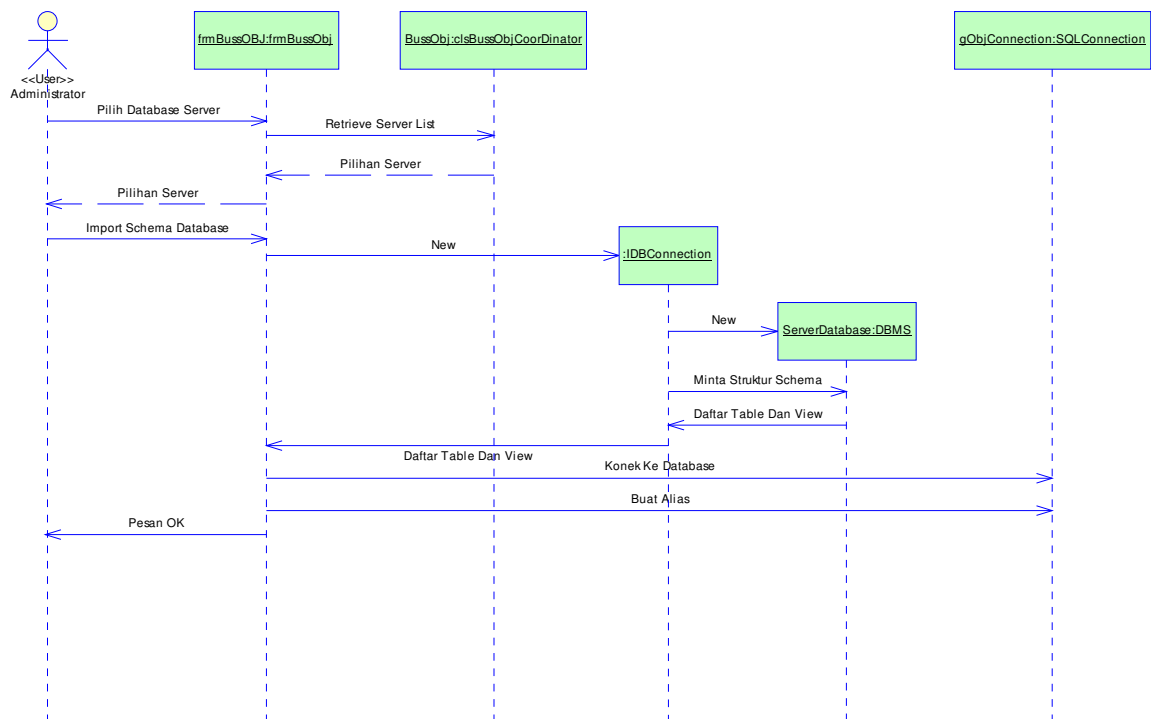 frmBussOBJ:frmBussObj
BussObj:clsBussObjCoorDinator
gObjConnection:SQLConnection
<<User>>
Administrator
Pilih Database Server
Retrieve Server List
Pilihan Server
Pilihan Server
Import Schema Database
New
:IDBConnection
New
ServerDatabase:DBMS
Minta Struktur Schema
Daftar Table Dan View
Daftar Table Dan View
Konek Ke Database
Buat Alias
Pesan OK